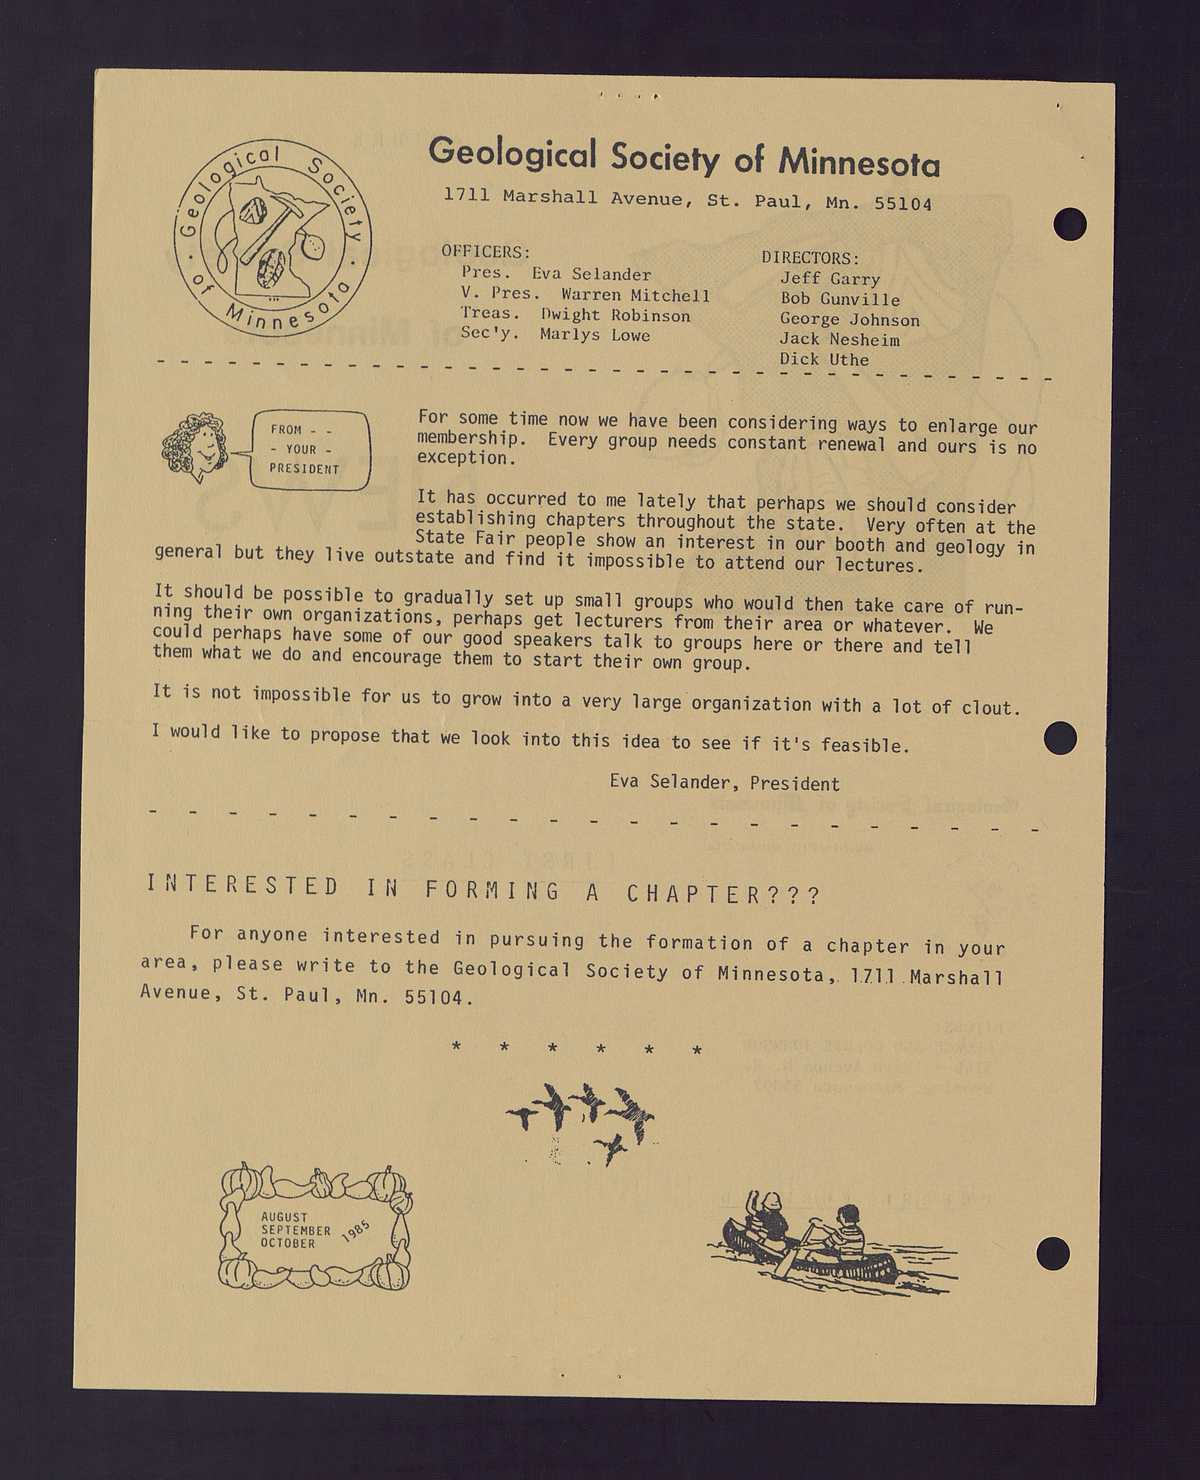 Geological Society
of Minnesota
Geological Society of Minnesota
1711 Marshall Avenue, St. Paul, Mn. 55104
OFFICERS:
Pres. Eva Selander
V. Pres. Warren Mitchell
Treas. Dwight Robinson
Sec'y. Marlys Lowe
DIRECTORS:
Jeff Garry
Bob Gunville
George Johnson
Jack Nesheim
Dick Uthe
FROM - -
- YOUR -
PRESIDENT
For some time now we have been considering ways to enlarge our
membership. Every group needs constant renewal and ours is no
exception.
It has occurred to me lately that perhaps we should consider
establishing chapters throughout the state. Very often at the
State Fair people show an interest in our booth and geology in
general but they live outstate and find it impossible to attend our lectures.
It should be possible to gradually set up small groups who would then take care of run-
ning their own organizations, perhaps get lecturers from their area or whatever. We
could perhaps have some of our good speakers talk to groups here or there and tell
them what we do and encourage them to start their own group.
It is not impossible for us to grow into a very large organization with a lot of clout.
I would like to propose that we look into this idea to see if it's feasible.
Eva Selander, President
INTERESTED IN FORMING A CHAPTER???
For anyone interested in pursuing the formation of a chapter in your
area, please write to the Geological Society of Minnesota, 1711 Marshall
Avenue, St. Paul, Mn. 55104.
* * * * * *
AUGUST
SEPTEMBER
OCTOBER
1985